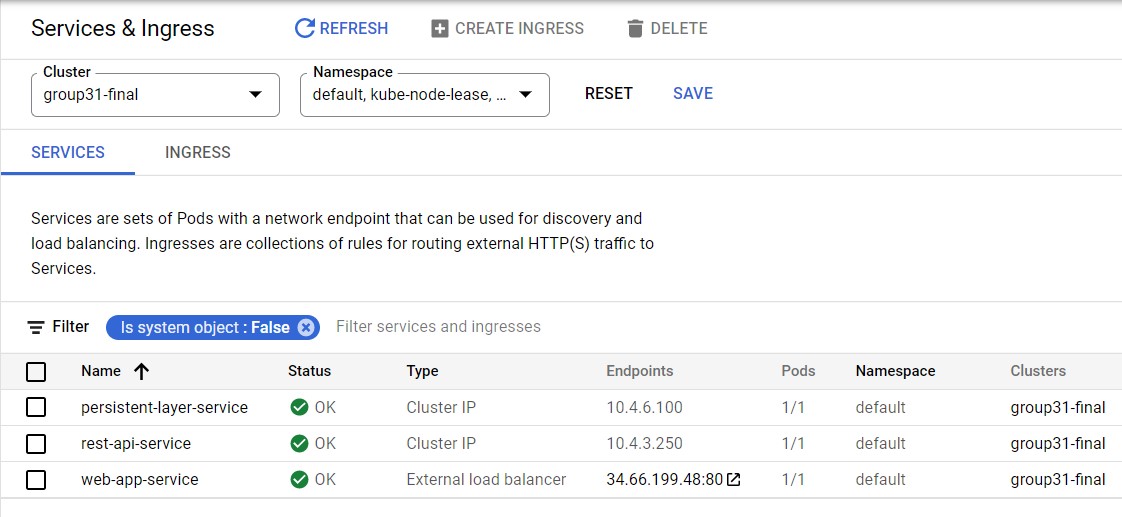 Services & Ingress REFRESH CREATE INGRESS DELETE
Cluster Namespace
group31-final default, kube-node-lease, ... RESET SAVE
SERVICES INGRESS
Services are sets of Pods with a network endpoint that can be used for discovery and
load balancing. Ingresses are collections of rules for routing external HTTP(S) traffic to
Services.
Filter Is system object : False Filter services and ingresses
Name Status Type Endpoints Pods Namespace Clusters
persistent-layer-service OK Cluster IP 10.4.6.100 1/1 default group31-final
rest-api-service OK Cluster IP 10.4.3.250 1/1 default group31-final
web-app-service OK External load balancer 34.66.199.48:80 1/1 default group31-final